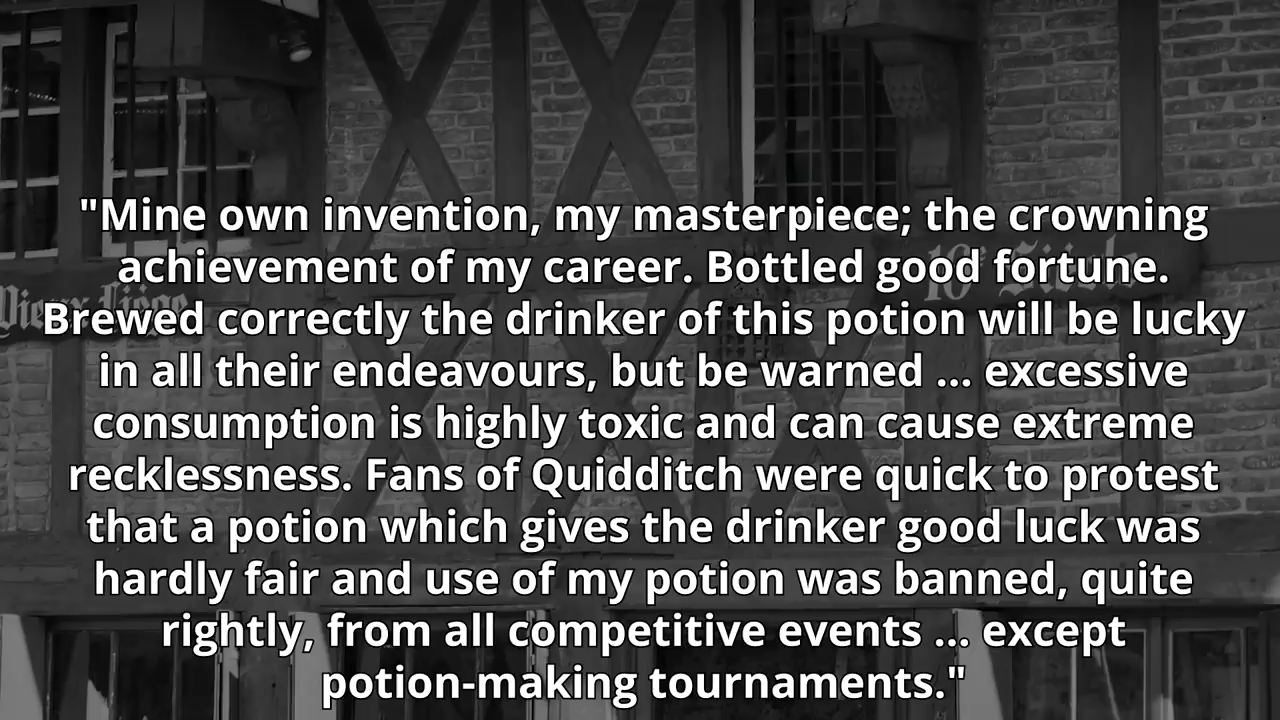 "Mine own invention, my masterpiece; the crowning
achievement of my career. Bottled good fortune.
Brewed correctly the drinker of this potion will be lucky
in all their endeavours, but be warned ... excessive
consumption is highly toxic and can cause extreme
recklessness. Fans of Quidditch were quick to protest
that a potion which gives the drinker good luck was
hardly fair and use of my potion was banned, quite
rightly, from all competitive events ... except
potion-making tournaments."
Vieux Liège